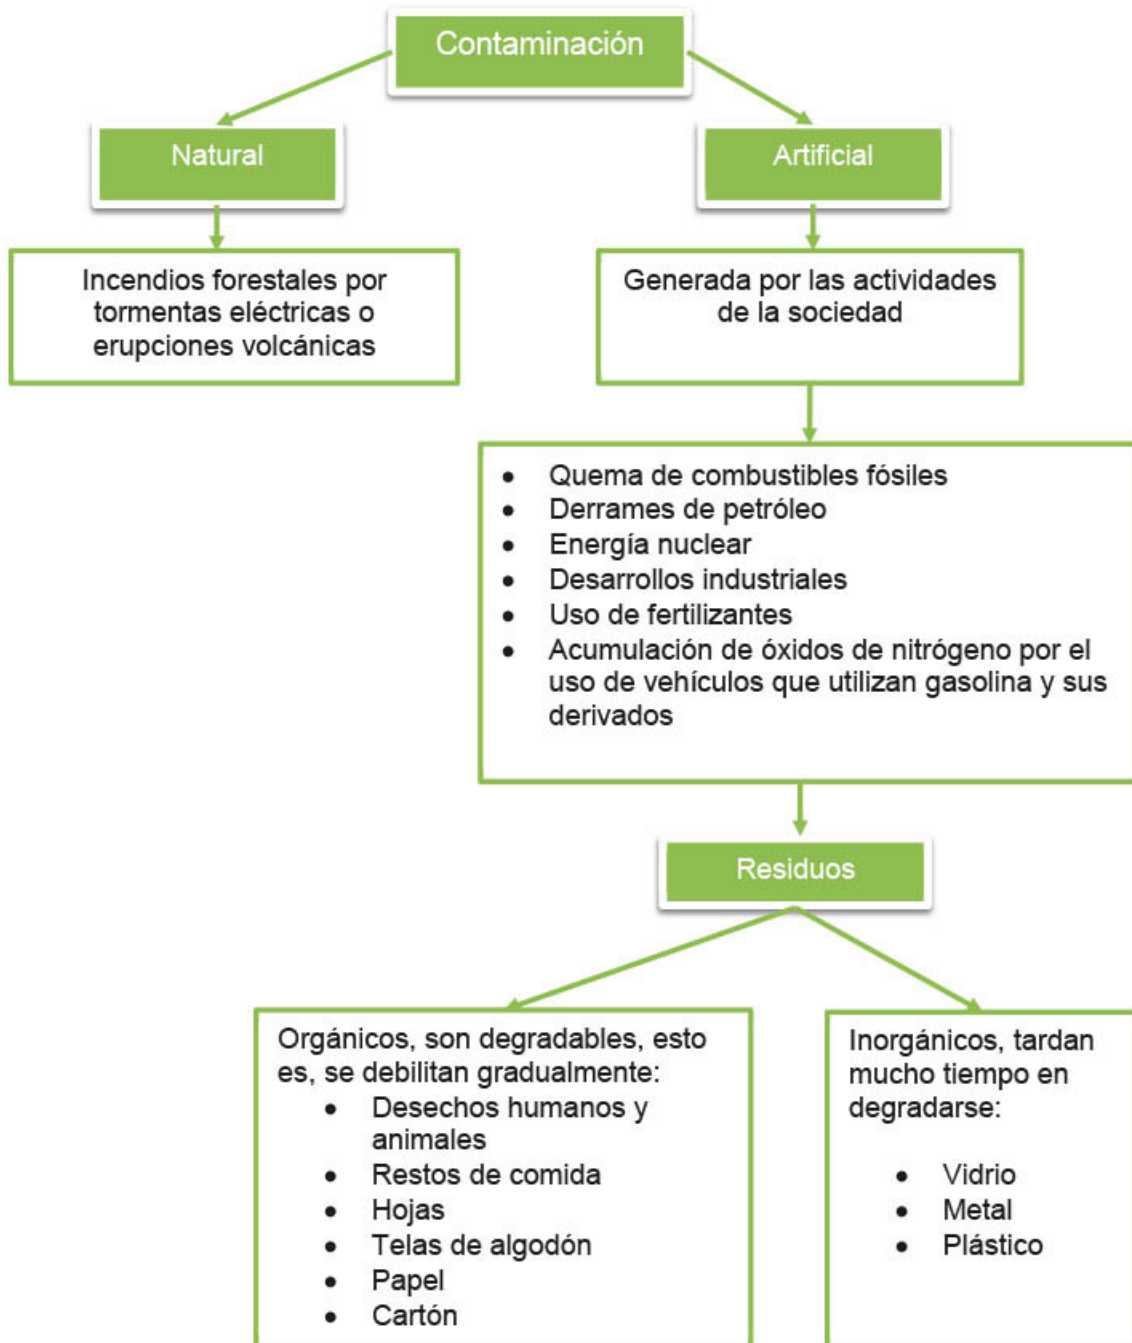 Contaminación
Natural
Artificial
Incendios forestales por
tormentas eléctricas o
erupciones volcánicas
Generada por las actividades
de la sociedad
• Quema de combustibles fósiles
• Derrames de petróleo
• Energía nuclear
• Desarrollos industriales
• Uso de fertilizantes
• Acumulación de óxidos de nitrógeno por el
uso de vehículos que utilizan gasolina y sus
derivados
Residuos
Orgánicos, son degradables, esto
es, se debilitan gradualmente:
• Desechos humanos y
animales
• Restos de comida
• Hojas
• Telas de algodón
• Papel
• Cartón
Inorgánicos, tardan
mucho tiempo en
degradarse:
• Vidrio
• Metal
• Plástico